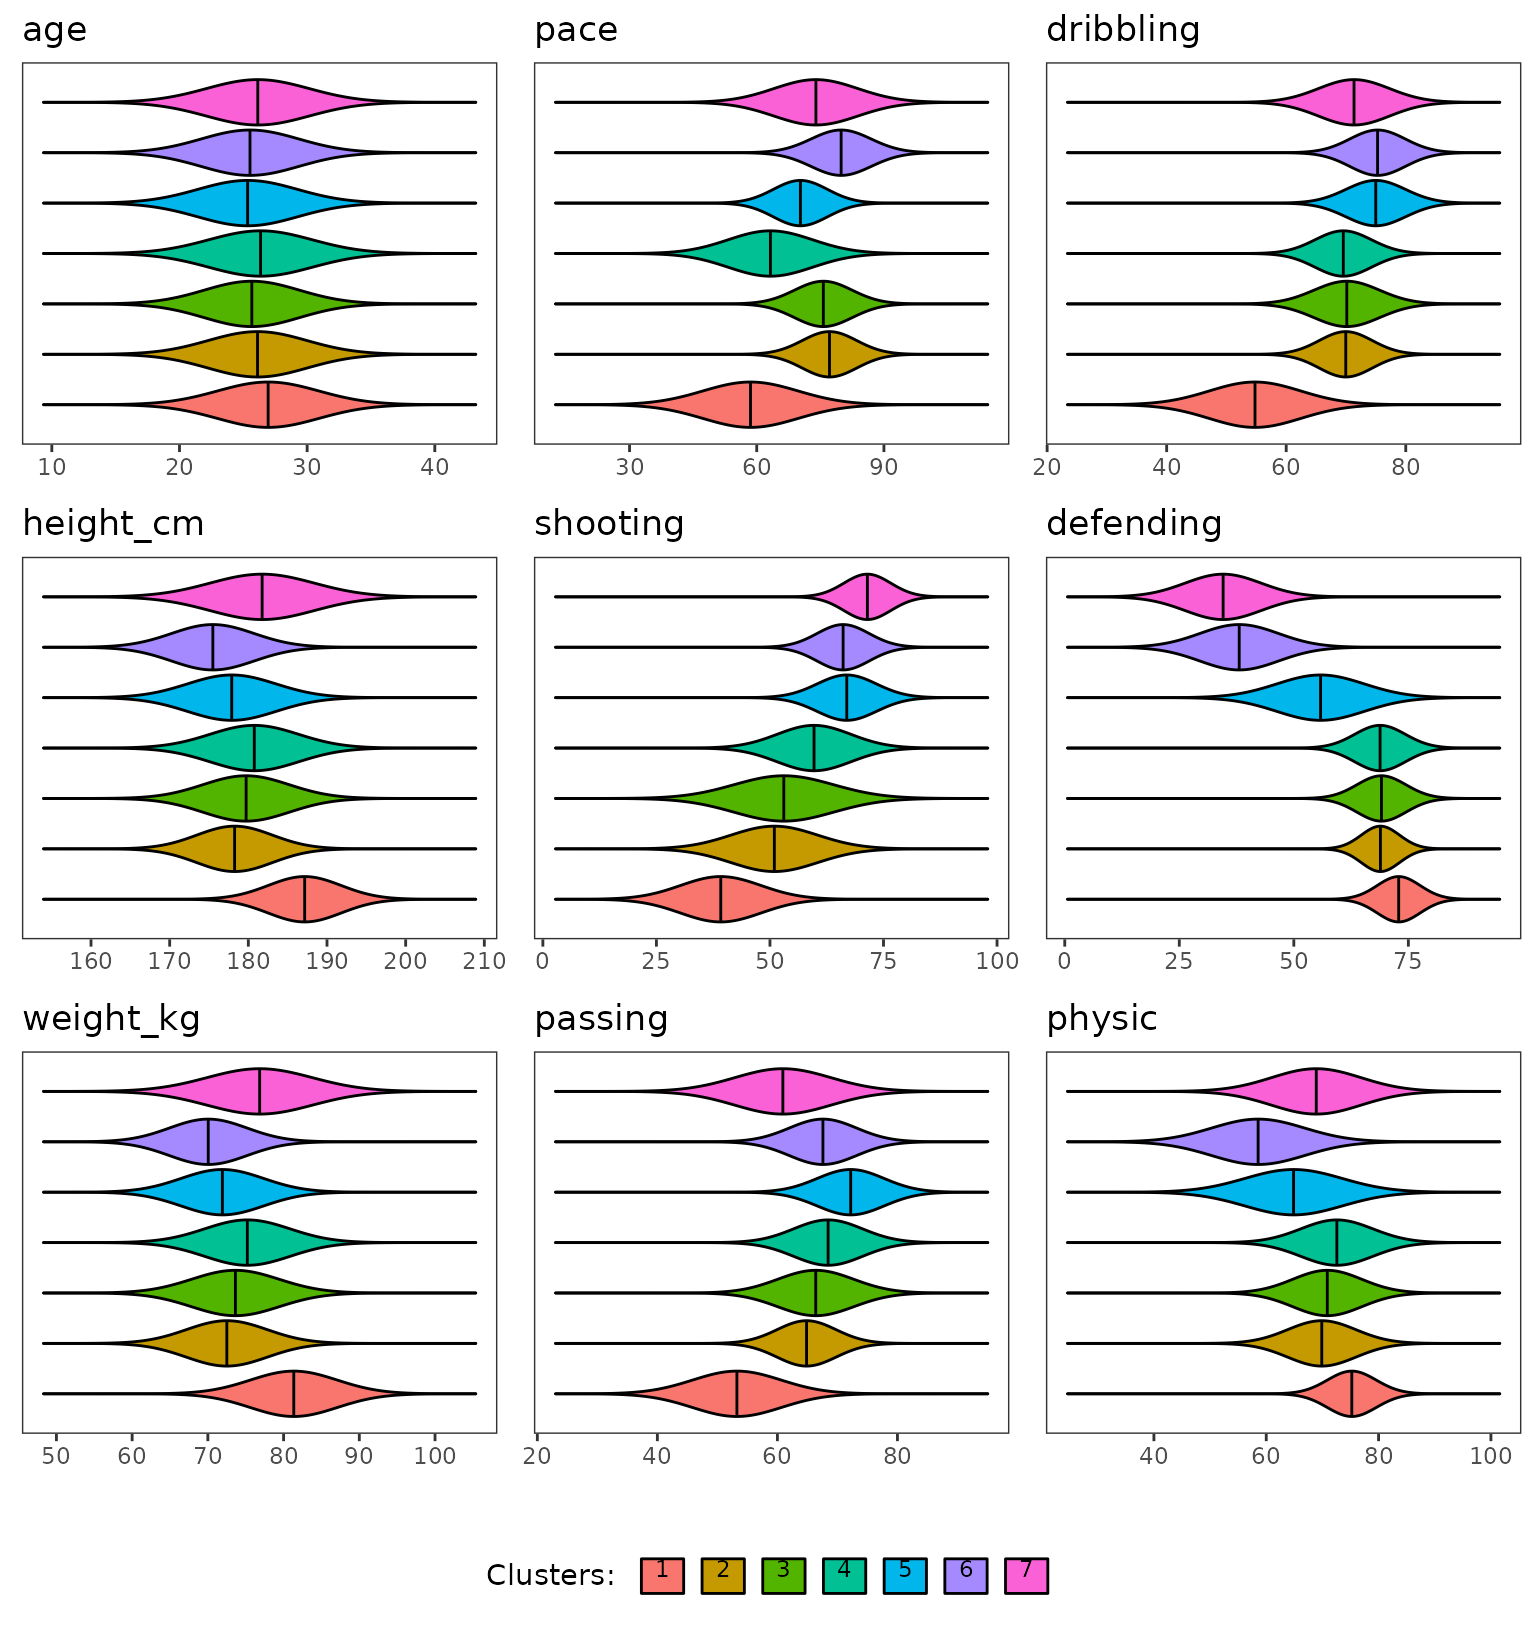 age pace dribbling
10 20 30 40 30 60 90 20 40 60 80
height_cm shooting defending
160 170 180 190 200 210 0 25 50 75 100 0 25 50 75
weight_kg passing physic
50 60 70 80 90 100 20 40 60 80 40 60 80 100
Clusters: 1 2 3 4 5 6 7